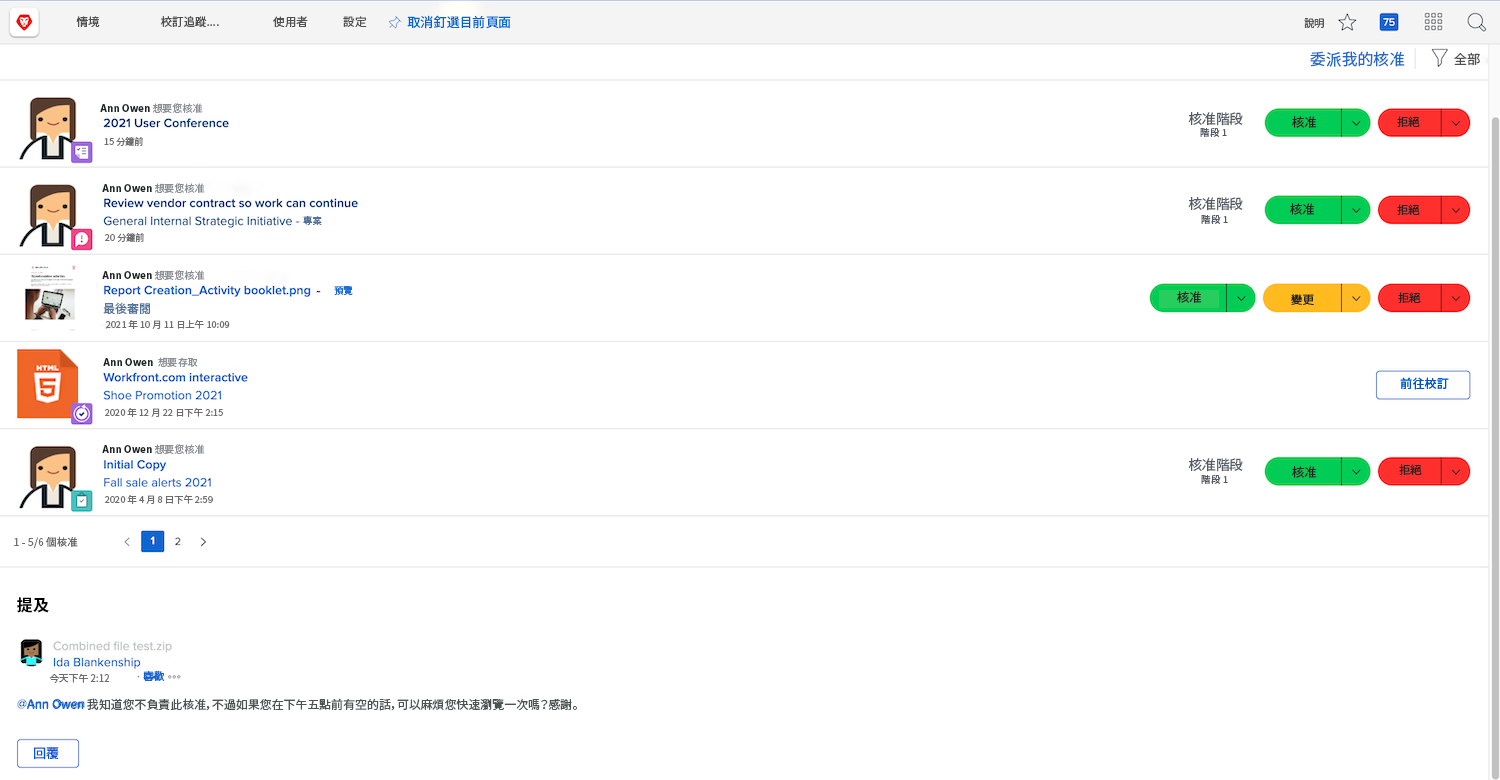 情境 校訂追蹤.... 使用者 設定 取消釘選目前頁面 說明 75
委派我的核准 全部
Ann Owen 想要您核准
2021 User Conference
15 分鐘前
核准階段
階段 1
核准 拒絕
Ann Owen 想要您核准
Review vendor contract so work can continue
General Internal Strategic Initiative - 專案
20 分鐘前
核准階段
階段 1
核准 拒絕
Ann Owen 想要您核准
Report Creation_Activity booklet.png - 預覽
最後審閱
2021 年 10 月 11 日上午 10:09
核准 變更 拒絕
HTML
5
Ann Owen 想要存取
Workfront.com interactive
Shoe Promotion 2021
2020 年 12 月 22 日下午 2:15
前往校訂
Ann Owen 想要您核准
Initial Copy
Fall sale alerts 2021
2020 年 4 月 8 日下午 2:59
核准階段
階段 1
核准 拒絕
1 - 5/6 個核准 1 2
提及
Combined file test.zip
Ida Blankenship
今天下午 2:12 · 喜歡
@Ann Owen 我知道您不負責此核准,不過如果您在下午五點前有空的話,可以麻煩您快速瀏覽一次嗎?感謝。
回覆